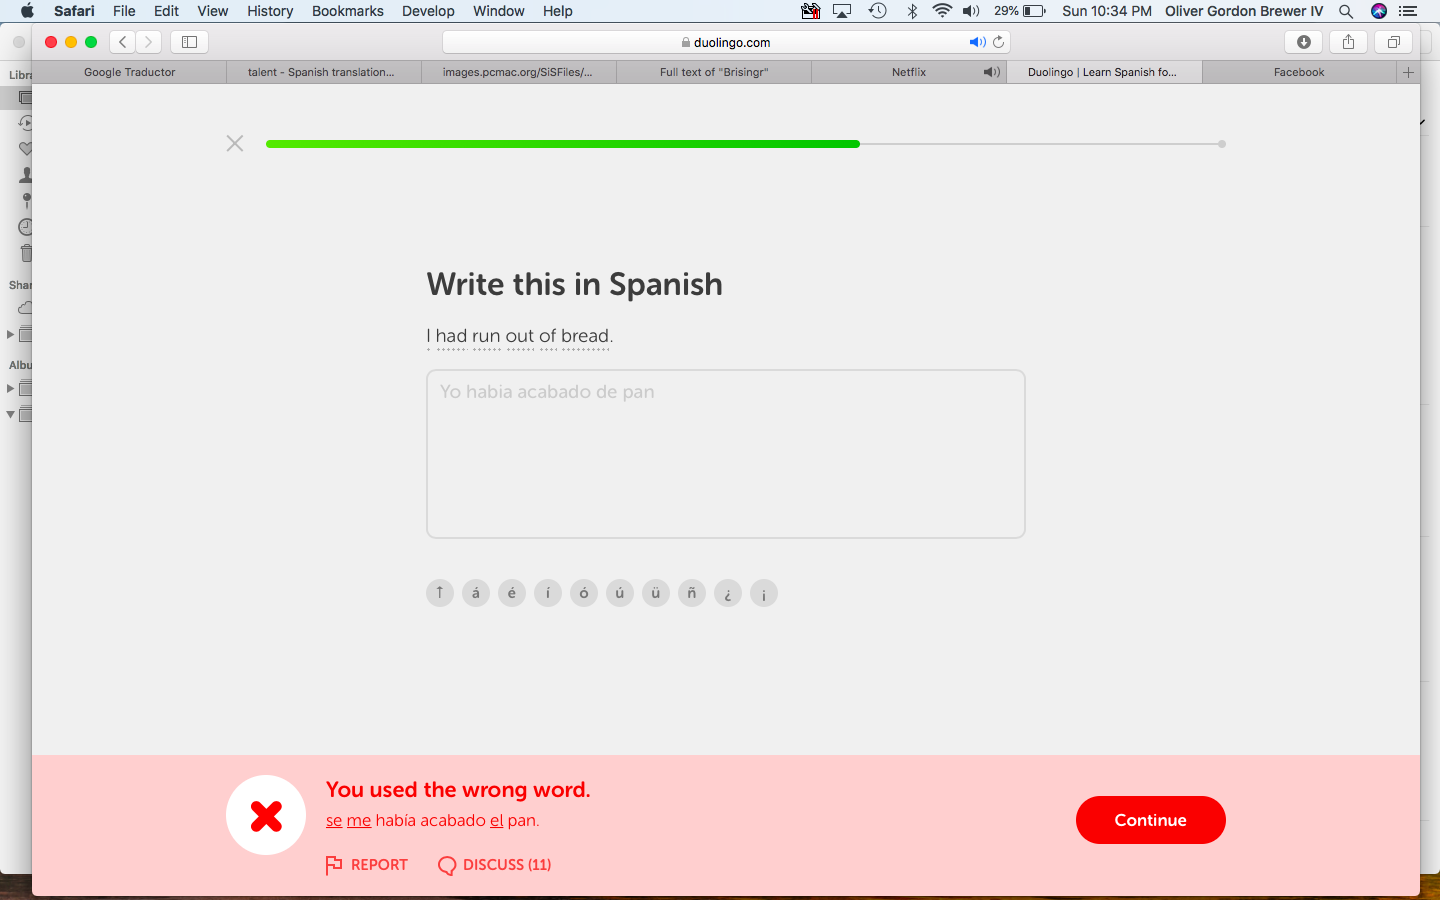 Safari File Edit View History Bookmarks Develop Window Help 29% Sun 10:34 PM Oliver Gordon Brewer IV
duolingo.com
Google Traductor talent - Spanish translation... images.pcmac.org/SiSFiles/... Full text of "Brisingr" Netflix Duolingo | Learn Spanish fo... Facebook
Libra
Shar
Albu
Write this in Spanish
I had run out of bread.
Yo habia acabado de pan
↑ á é í ó ú ü ñ ¿ ¡
You used the wrong word.
se me había acabado el pan.
REPORT DISCUSS (11)
Continue